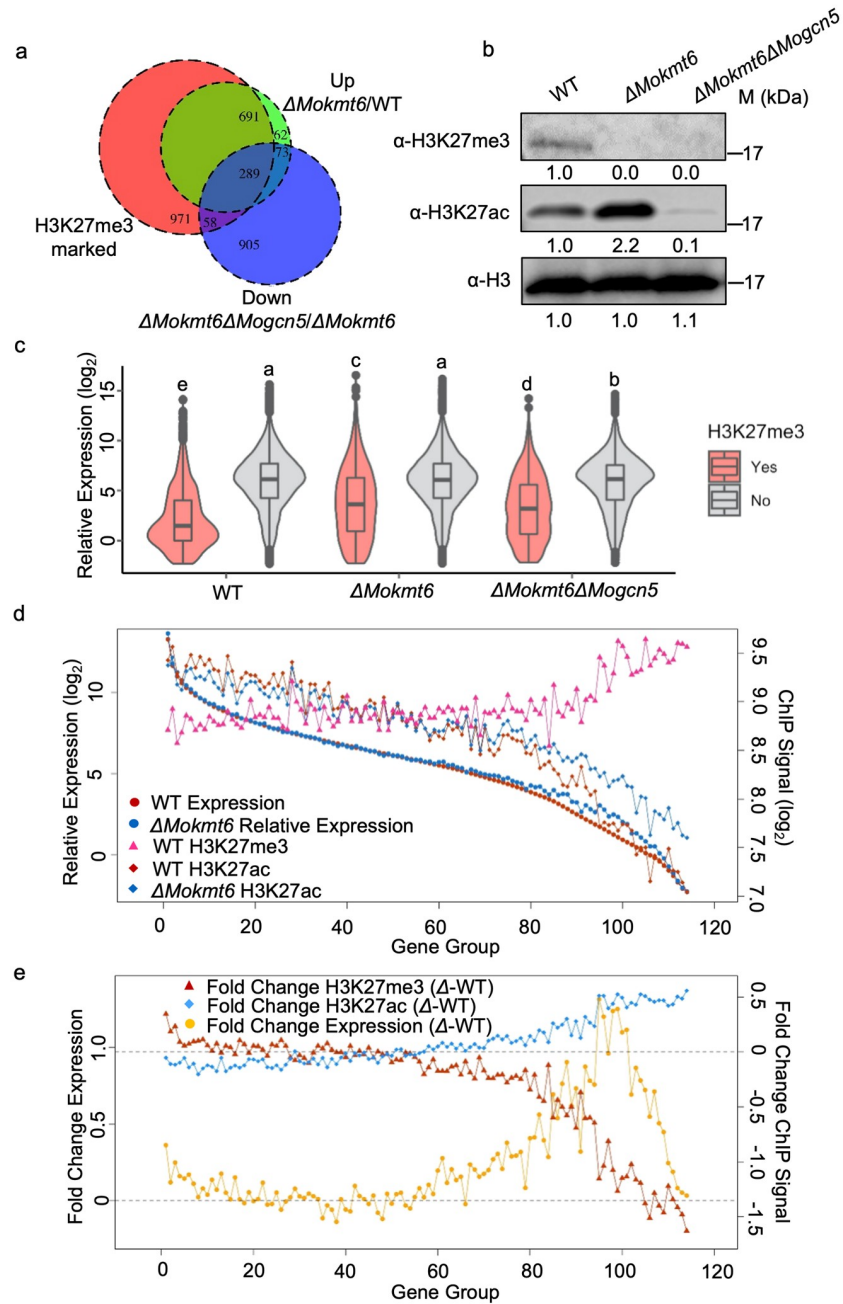 a
Up
ΔMokmt6/WT
691
62
73
289
H3K27me3
marked
971
58
905
Down
ΔMokmt6ΔMogcn5/ΔMokmt6
b
WT
ΔMokmt6
ΔMokmt6ΔMogcn5
M (kDa)
α-H3K27me3
–17
1.0 0.0 0.0
α-H3K27ac
–17
1.0 2.2 0.1
α-H3
–17
1.0 1.0 1.1
c
Relative Expression (log2)
15
10
5
0
e a c a d b
WT ΔMokmt6 ΔMokmt6ΔMogcn5
H3K27me3
Yes
No
d
Relative Expression (log2)
10
5
0
WT Expression
ΔMokmt6 Relative Expression
WT H3K27me3
WT H3K27ac
ΔMokmt6 H3K27ac
9.5
9.0
8.5
8.0
7.5
7.0
ChIP Signal (log2)
0 20 40 60 80 100 120
Gene Group
e
Fold Change Expression
1.0
0.5
0
Fold Change H3K27me3 (Δ-WT)
Fold Change H3K27ac (Δ-WT)
Fold Change Expression (Δ-WT)
0.5
0
-0.5
-1.0
-1.5
Fold Change ChIP Signal
0 20 40 60 80 100 120
Gene Group